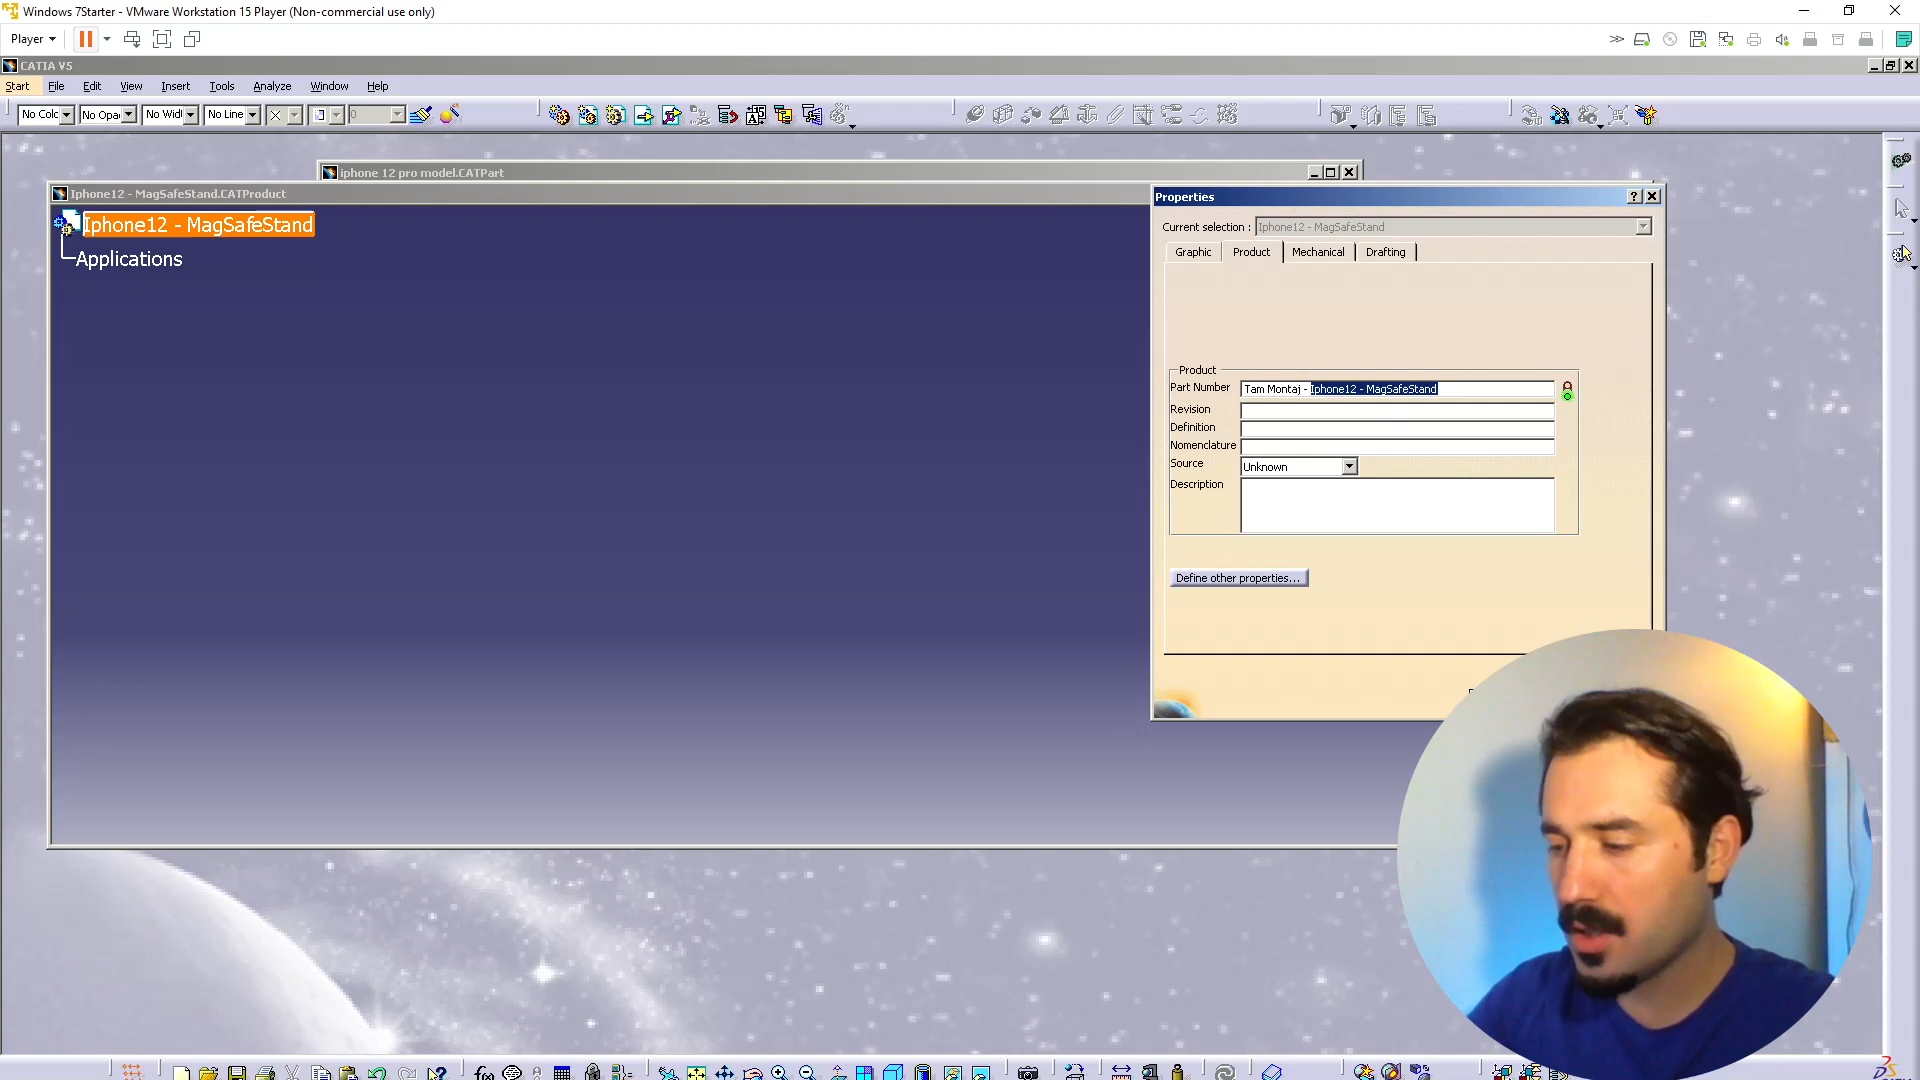 Windows 7Starter - VMware Workstation 15 Player (Non-commercial use only)
Player
CATIA V5
Start File Edit View Insert Tools Analyze Window Help
No Colc No Opa No Widt No Line 0
iphone 12 pro model.CATPart
Iphone12 - MagSafeStand.CATProduct
Iphone12 - MagSafeStand
Applications
Properties
Current selection : Iphone12 - MagSafeStand
Graphic Product Mechanical Drafting
Product
Part Number Tam Montaj - Iphone12 - MagSafeStand
Revision
Definition
Nomenclature
Source Unknown
Description
Define other properties...